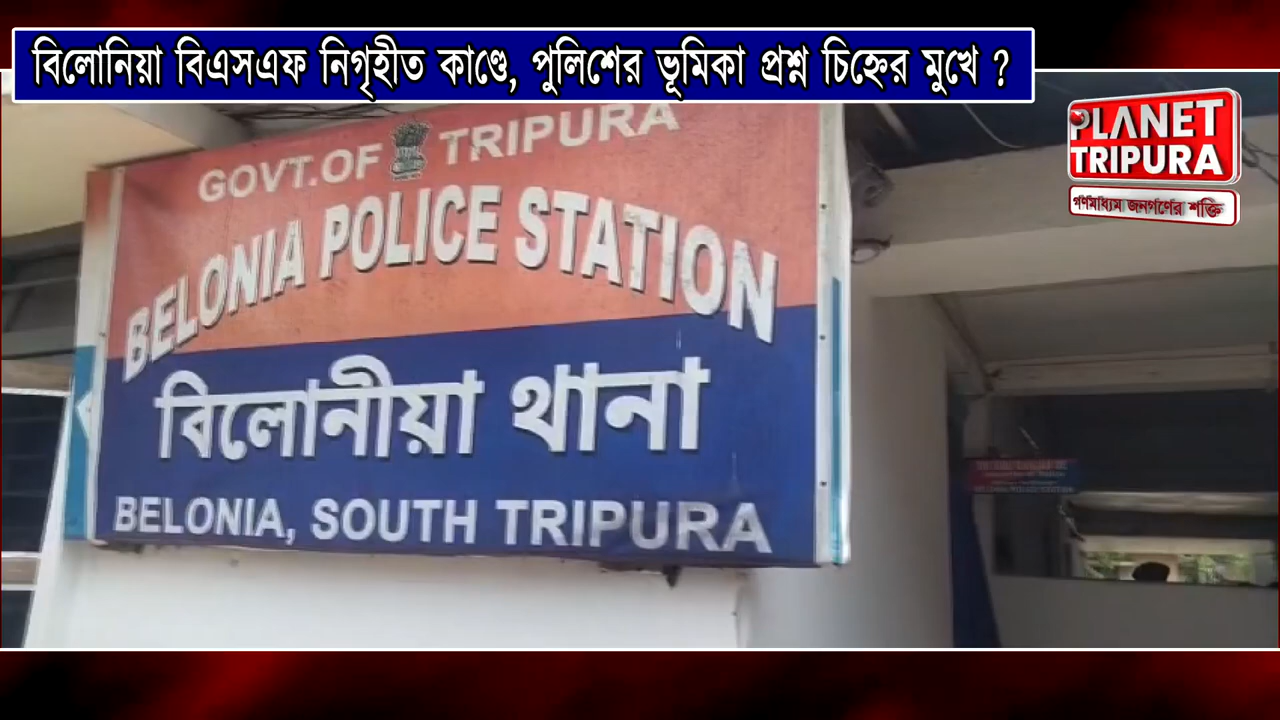 বিলোনিয়া বিএসএফ নিগৃহীত কাণ্ডে, পুলিশের ভূমিকা প্রশ্ন চিহ্নের মুখে ?
PLANET
TRIPURA
গণমাধ্যম জনগণের শক্তি
GOVT.OF TRIPURA
BELONIA POLICE STATION
বিলোনীয়া থানা
BELONIA, SOUTH TRIPURA